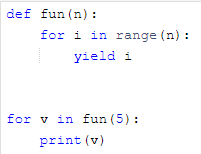 def fun(n):
    for i in range(n):
        yield i
for v in fun(5):
    print(v)